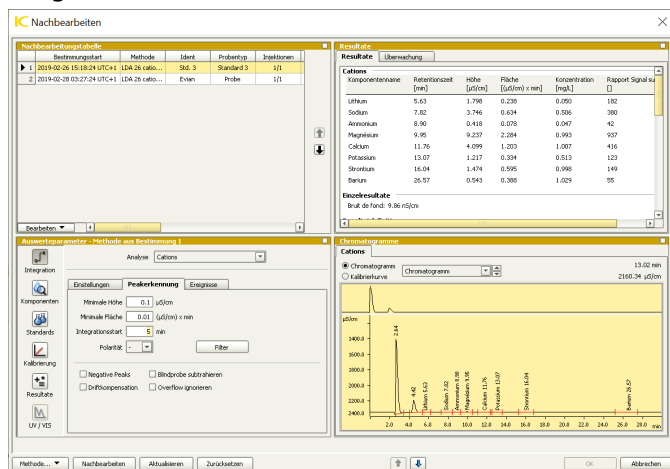 Nachbearbeiten
Nachbearbeitungstabelle
Bestimmungsstart Methode Ident Probentyp Injektionen
1 2019-02-26 15:18:24 UTC+1 LDA 26 catio... Std. 3 Standard 3 1/1
2 2019-02-28 03:27:24 UTC+1 LDA 26 catio... Evian Probe 1/1
Bearbeiten
Resultate
Resultate Überwachung
Cations
Komponentenname Retentionszeit Höhe Fläche Konzentration Rapport Signal su
[min] [µS/cm] [(µS/cm) x min] [mg/L] []
Lithium 5.63 1.798 0.238 0.050 182
Sodium 7.82 3.746 0.634 0.506 380
Ammonium 8.90 0.418 0.078 0.047 42
Magnésium 9.95 9.237 2.284 0.993 937
Calcium 11.76 4.099 1.203 1.007 416
Potassium 13.07 1.217 0.334 0.513 123
Strontium 16.04 1.474 0.595 0.998 149
Barium 26.57 0.543 0.388 1.029 55
Einzelresultate
Bruit de fond: 9.86 nS/cm
Auswerteparameter - Methode aus Bestimmung 1
Integration
Komponenten
Standards
Kalibrierung
Resultate
UV / VIS
Analyse Cations
Einstellungen Peakerkennung Ereignisse
Minimale Höhe 0.1 µS/cm
Minimale Fläche 0.01 (µS/cm) x min
Integrationsstart 5 min
Polarität - Filter
Negative Peaks Blindprobe subtrahieren
Driftkompensation Overflow ignorieren
Chromatogramme
Cations
Chromatogramm Chromatogramm 13.02 min
Kalibrierkurve 2160.34 µS/cm
µS/cm
1400.0
1600.0
1800.0
2000.0
2200.0
2400.0
2.64
4.42
Lithium 5.63
Sodium 7.82
Ammonium 8.90
Magnésium 9.95
Calcium 11.76
Potassium 13.07
Strontium 16.04
Barium 26.57
2.0 4.0 6.0 8.0 10.0 12.0 14.0 16.0 18.0 20.0 22.0 24.0 26.0 28.0 min
Methode... Nachbearbeiten Aktualisieren Zurücksetzen OK Abbrechen